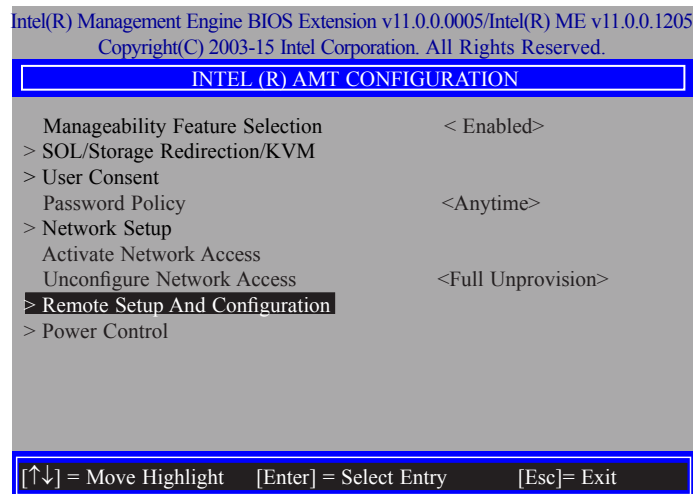 Intel(R) Management Engine BIOS Extension v11.0.0.0005/Intel(R) ME v11.0.0.1205
Copyright(C) 2003-15 Intel Corporation. All Rights Reserved.
INTEL (R) AMT CONFIGURATION
Manageability Feature Selection < Enabled>
> SOL/Storage Redirection/KVM
> User Consent
Password Policy <Anytime>
> Network Setup
Activate Network Access
Unconfigure Network Access <Full Unprovision>
> Remote Setup And Configuration
> Power Control
[↑↓] = Move Highlight [Enter] = Select Entry [Esc]= Exit